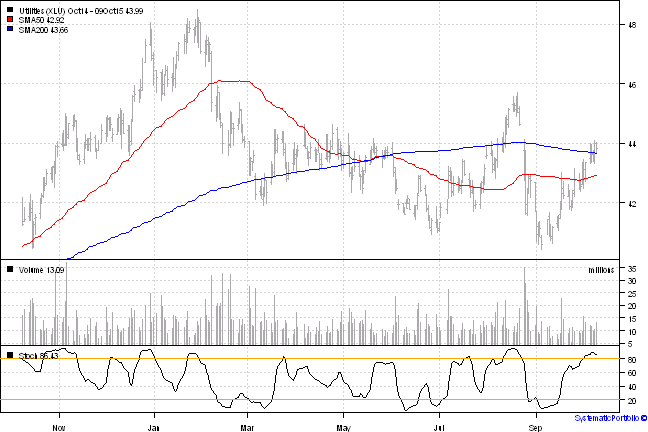 Utilities (XLU) Oct14 - 09Oct15 43.99
SMA50 42.92
SMA200 43.66
48
46
44
42
Volume 13.09
millions
35
30
25
20
15
10
5
Stoch 86.43
80
60
40
20
Nov Jan Mar May Jul Sep
SystematicPortfolio ©